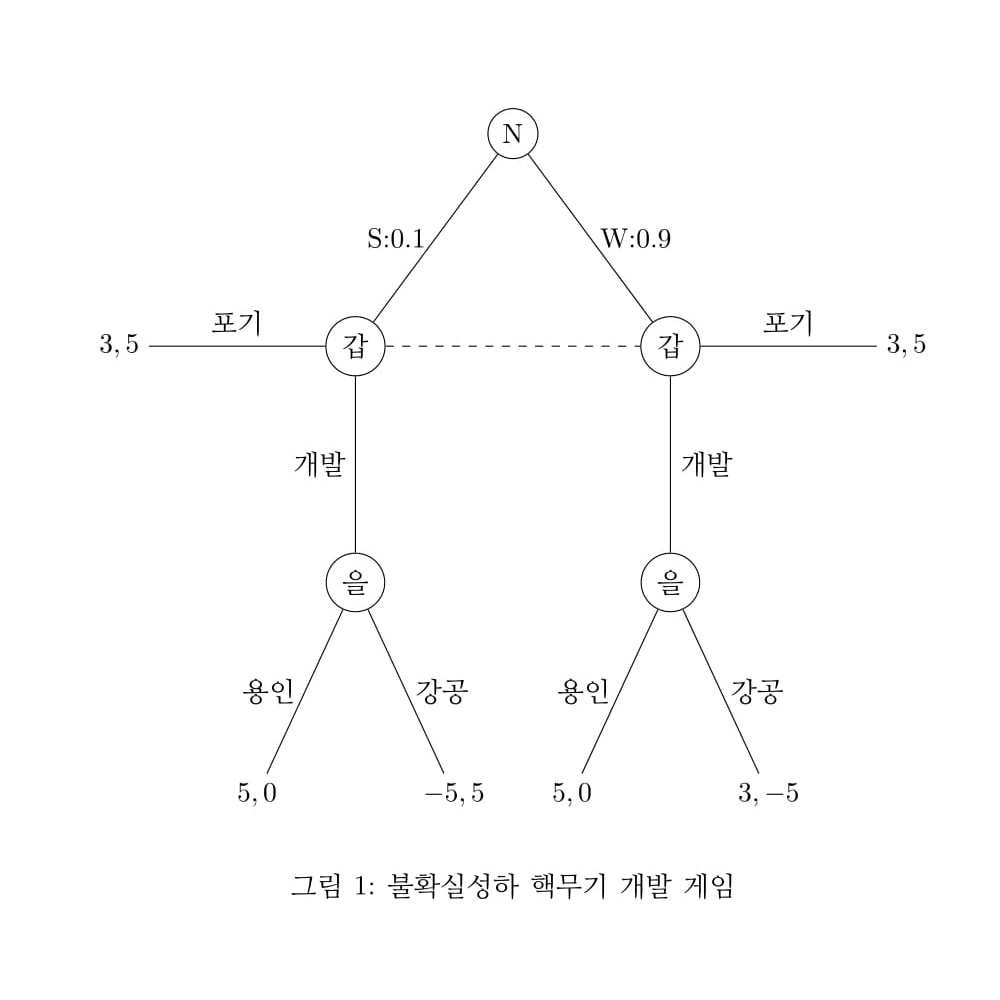 N
S:0.1 W:0.9
포기 포기
3, 5 갑 갑 3, 5
개발 개발
을 을
용인 강공 용인 강공
5, 0 −5, 5 5, 0 3, −5
그림 1: 불확실성하 핵무기 개발 게임